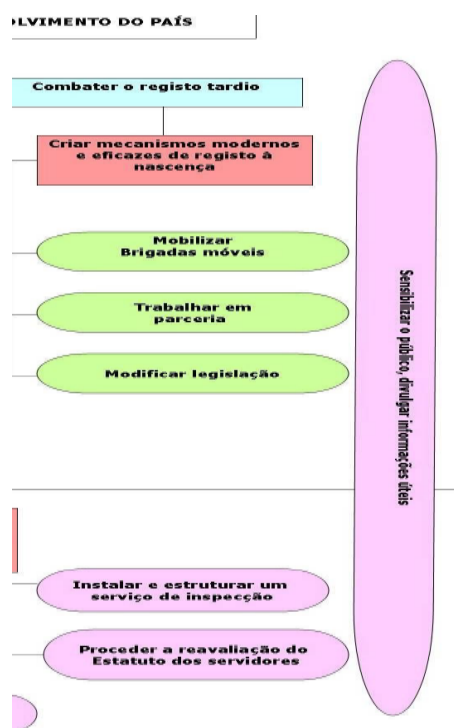 DO PAÍS
Combater o registo tardio
Criar mecanismos modernos
e eficazes de registo à
nascença
Mobilizar
Brigadas móveis
Trabalhar em
parceria
Modificar legislação
Sensibilizar o público, divulgar informações úteis
Instalar e estruturar um
serviço de inspecção
Proceder a reavaliação do
Estatuto dos servidores